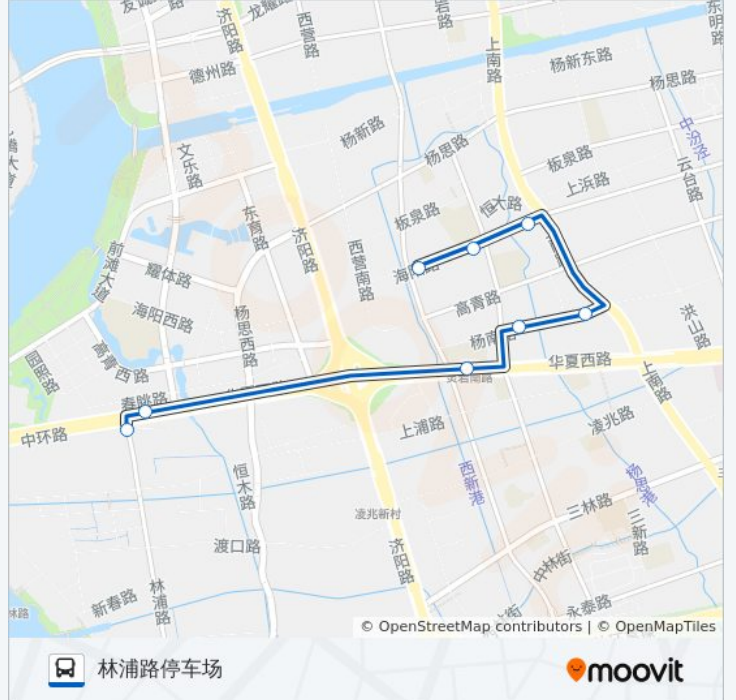 济阳路
龙耀路
西营路
岩路
上南路
东明路
德州路
杨新东路
杨思路
杨新路
杨思路
中汾泾
文乐路
板泉路
云台路
上浜路
东育路
板泉路
恒大路
济阳路
西营南路
前滩大道
耀体路
高青路
海阳西路
杨思西路
洪山路
高青西路
园照路
华夏西路
灵岩南路
上南路
春眺路
中环路
上浦路
凌兆路
恒木路
西新港
杨思港
三林路
凌兆新村
三新路
渡口路
济阳路
中林街
林浦路
新春路
永泰路
林路
© OpenStreetMap contributors | © OpenMapTiles
林浦路停车场
moovit